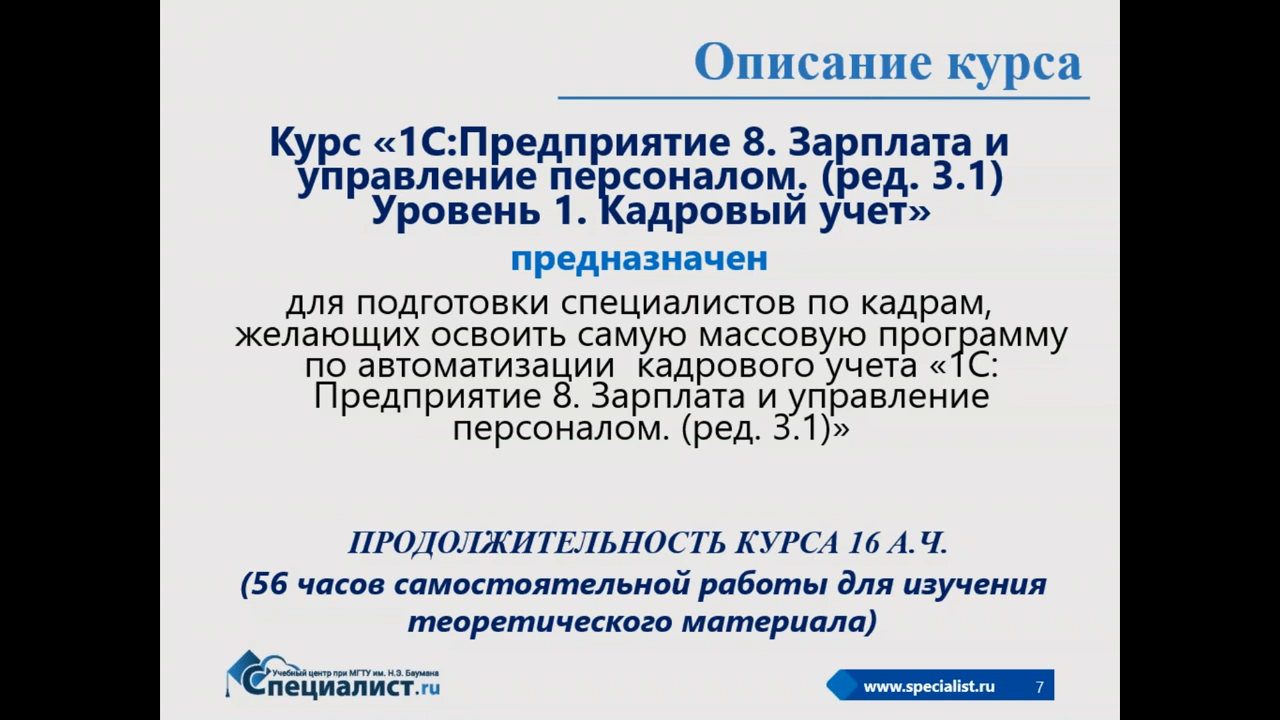 Описание курса
Курс «1С:Предприятие 8. Зарплата и
управление персоналом. (ред. 3.1)
Уровень 1. Кадровый учет»
предназначен
для подготовки специалистов по кадрам,
желающих освоить самую массовую программу
по автоматизации кадрового учета «1С:
Предприятие 8. Зарплата и управление
персоналом. (ред. 3.1)»
ПРОДОЛЖИТЕЛЬНОСТЬ КУРСА 16 А.Ч.
(56 часов самостоятельной работы для изучения
теоретического материала)
Учебный центр при МГТУ им. Н.Э. Баумана
Специалист.ru
www.specialist.ru 7